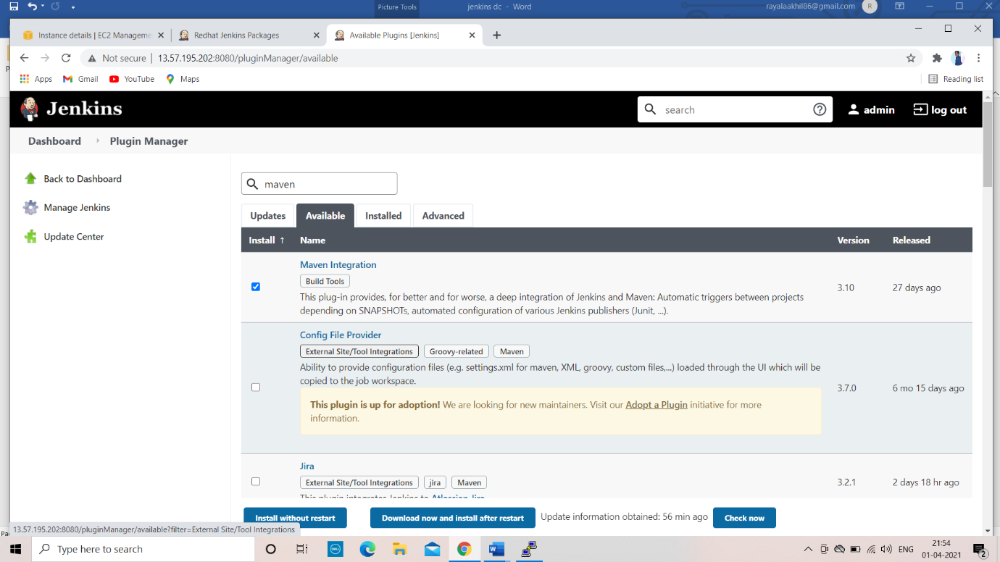 Picture Tools
jenkins dc - Word
rayalaakhil86@gmail.com
R
Instance details | EC2 Manageme
Redhat Jenkins Packages
Available Plugins [Jenkins]
Not secure | 13.57.195.202:8080/pluginManager/available
Apps
Gmail
YouTube
Maps
Reading list
Jenkins
search
admin
log out
Dashboard
Plugin Manager
Back to Dashboard
Manage Jenkins
Update Center
maven
Updates
Available
Installed
Advanced
Install ↑
Name
Version
Released
Maven Integration
Build Tools
This plug-in provides, for better and for worse, a deep integration of Jenkins and Maven: Automatic triggers between projects
depending on SNAPSHOTs, automated configuration of various Jenkins publishers (Junit, ...).
3.10
27 days ago
Config File Provider
External Site/Tool Integrations
Groovy-related
Maven
Ability to provide configuration files (e.g. settings.xml for maven, XML, groovy, custom files,...) loaded through the UI which will be
copied to the job workspace.
This plugin is up for adoption! We are looking for new maintainers. Visit our Adopt a Plugin initiative for more
information.
3.7.0
6 mo 15 days ago
Jira
External Site/Tool Integrations
jira
Maven
This plugin integrates Jenkins to Atlassian Jira
3.2.1
2 days 18 hr ago
Install without restart
Download now and install after restart
Update information obtained: 56 min ago
Check now
13.57.195.202:8080/pluginManager/available?filter=External Site/Tool Integrations
Type here to search
ENG
21:54
01-04-2021
2